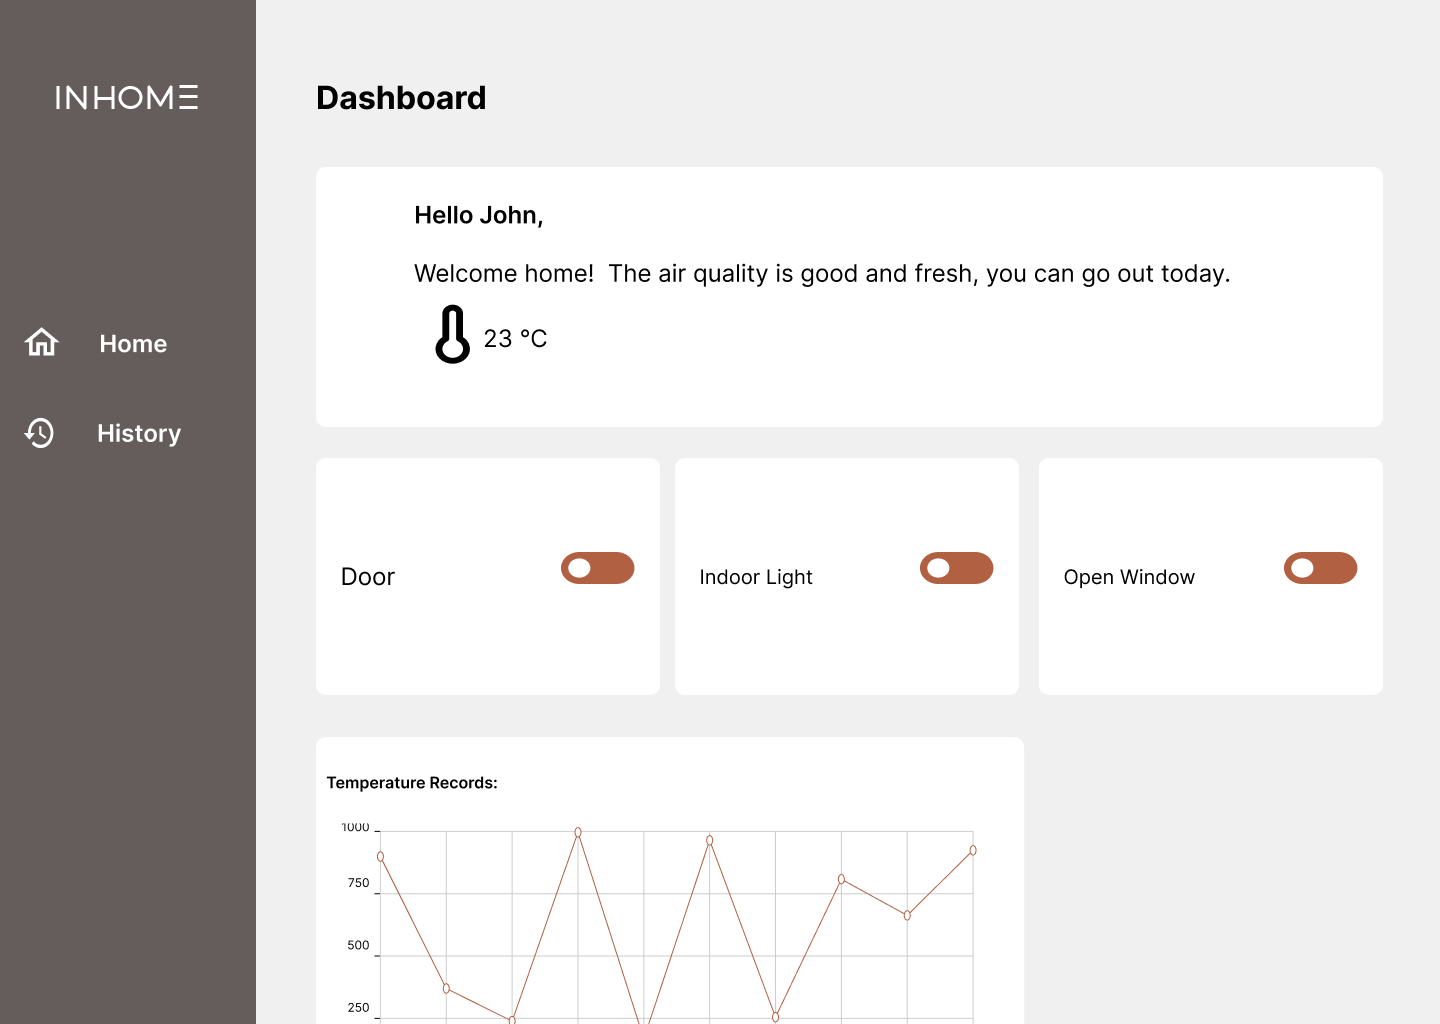 INHOME
Dashboard
Hello John,
Welcome home!  The air quality is good and fresh, you can go out today.
23 °C
Home
History
Door
Indoor Light
Open Window
Temperature Records:
1000
750
500
250